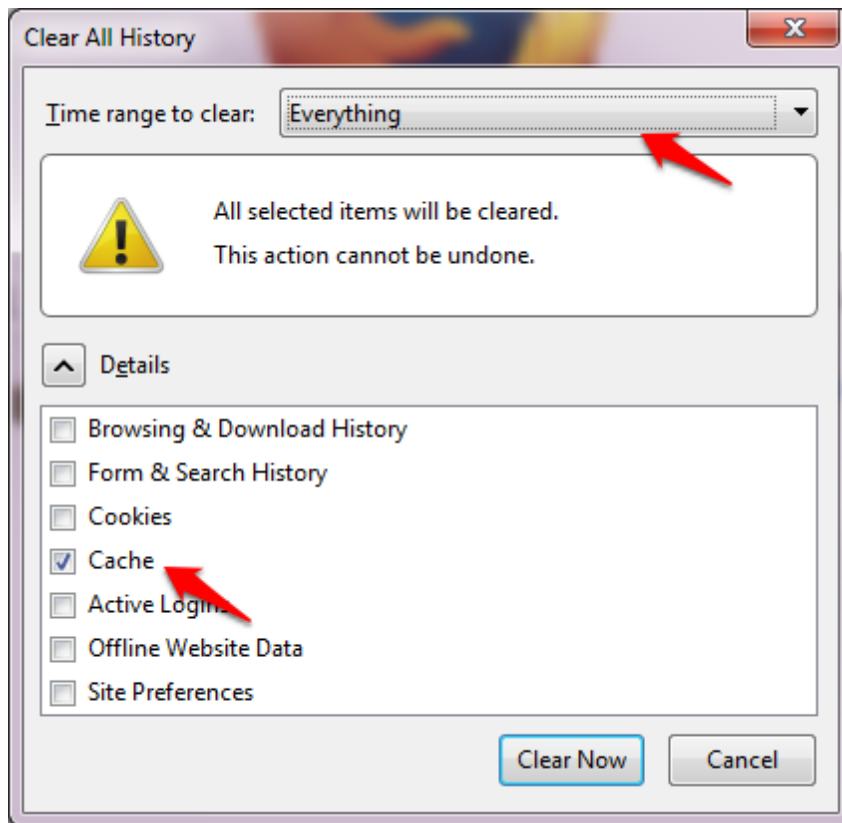 Clear All History
Time range to clear: Everything
All selected items will be cleared.
This action cannot be undone.
Details
Browsing & Download History
Form & Search History
Cookies
Cache
Active Logins
Offline Website Data
Site Preferences
Clear Now Cancel